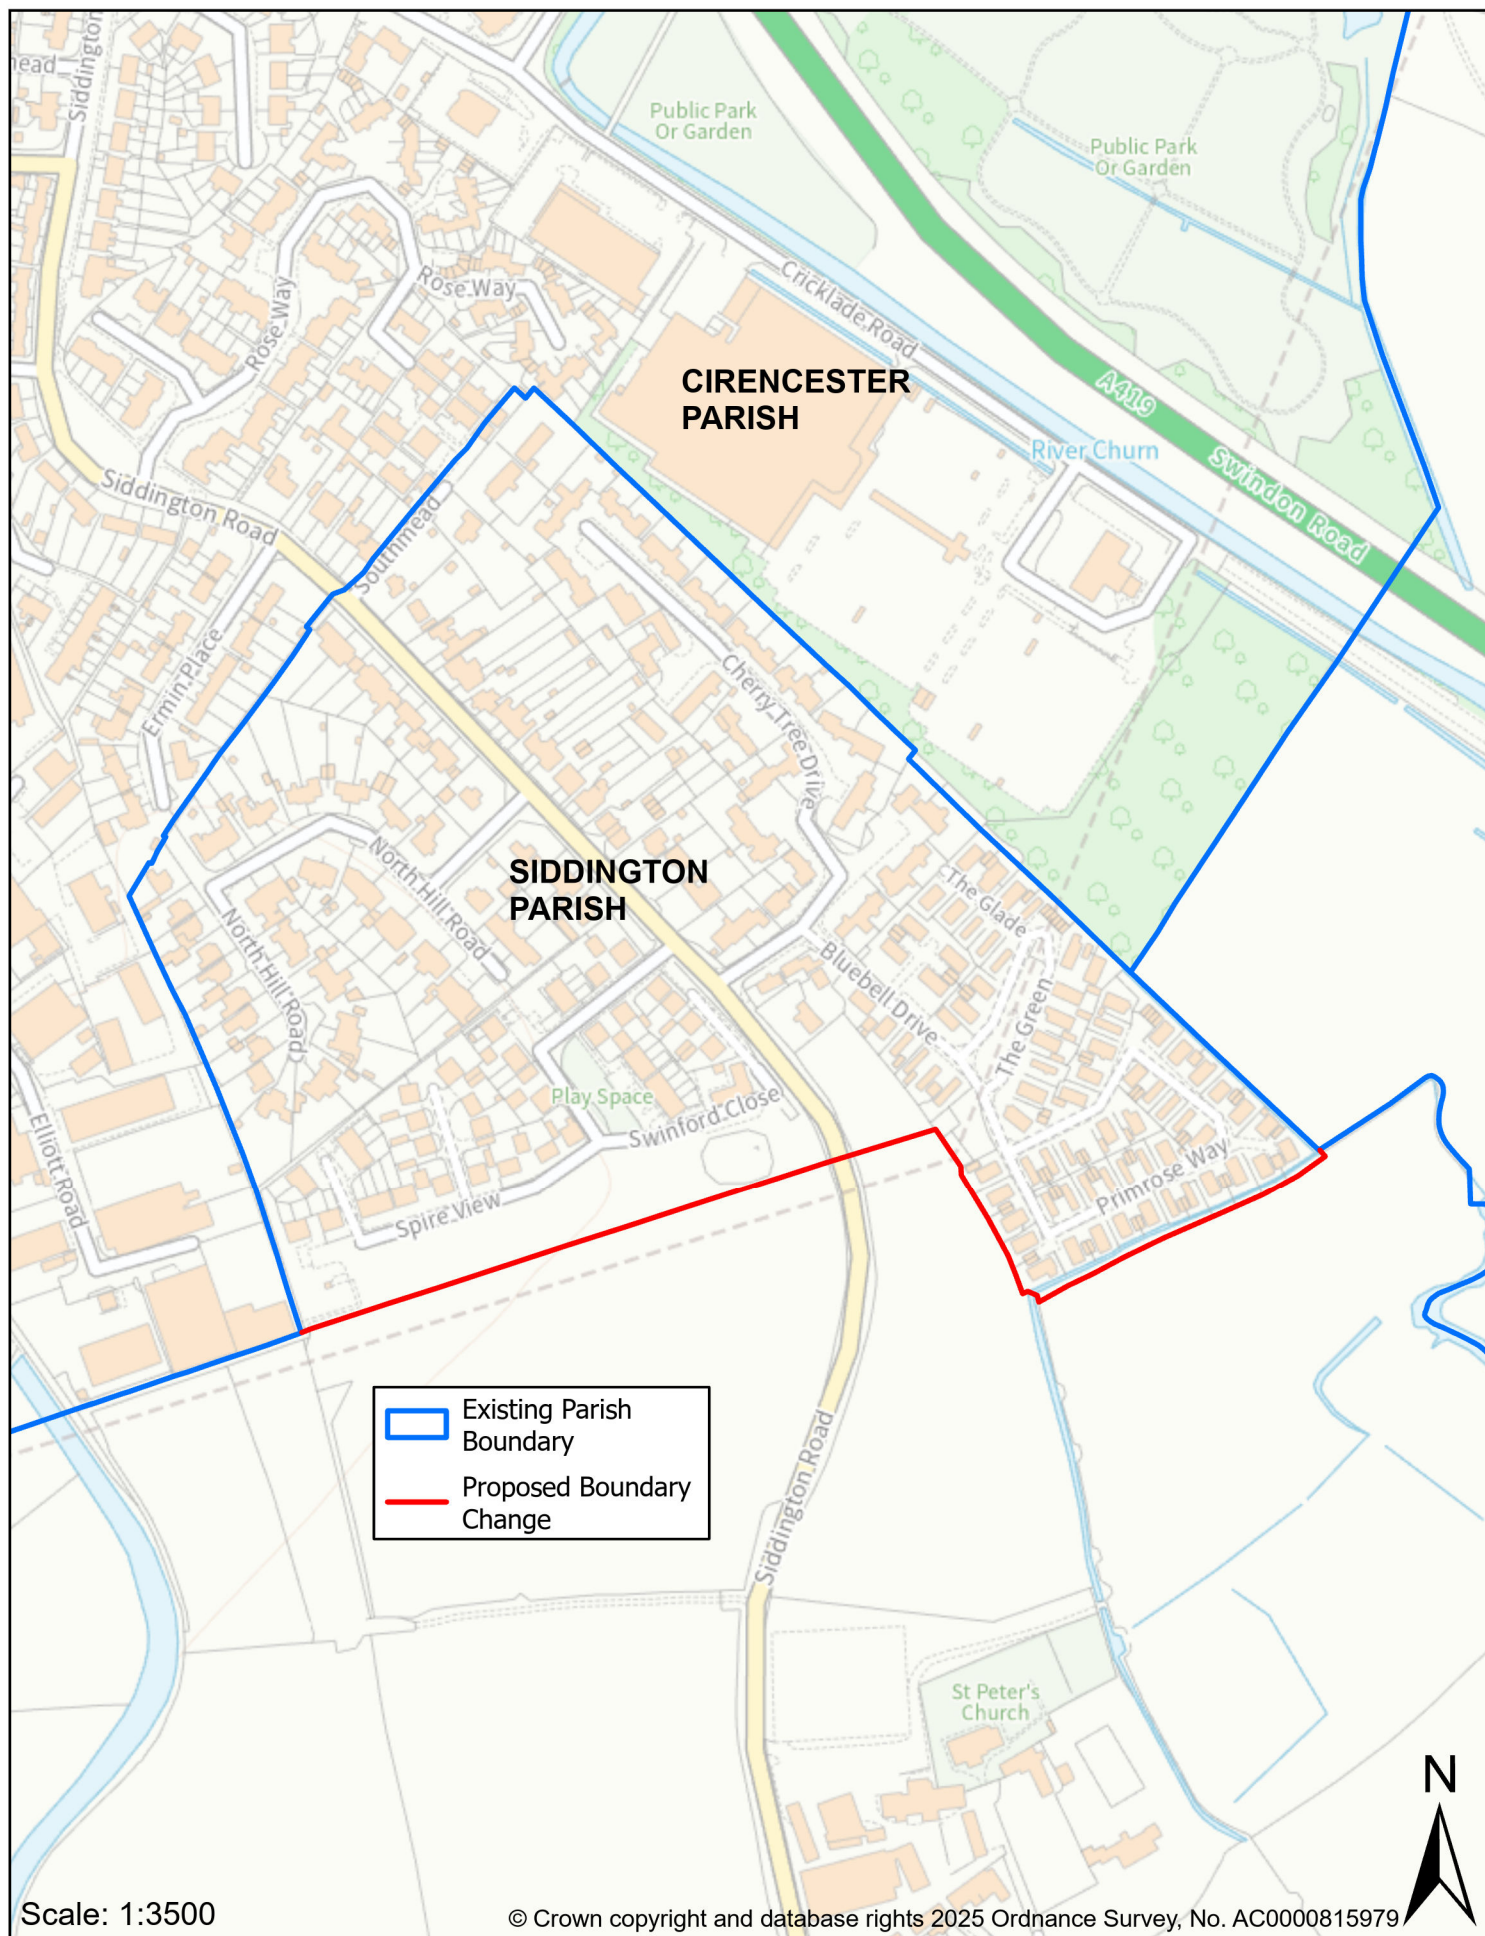 Siddington
Public Park
Or Garden
Public Park
Or Garden
Rose Way
Rose Way
Cricklade Road
CIRENCESTER
PARISH
A419
River Churn
Swindon Road
Siddington Road
Southmead
Ermin Place
Cherry Tree Drive
North Hill Road
SIDDINGTON
PARISH
The Glade
North Hill Road
Bluebell Drive
The Green
Play Space
Swinford Close
Elliott Road
Primrose Way
Spire View
Existing Parish
Boundary
Proposed Boundary
Change
Siddington Road
St Peter's
Church
N
Scale: 1:3500
© Crown copyright and database rights 2025 Ordnance Survey, No. AC0000815979